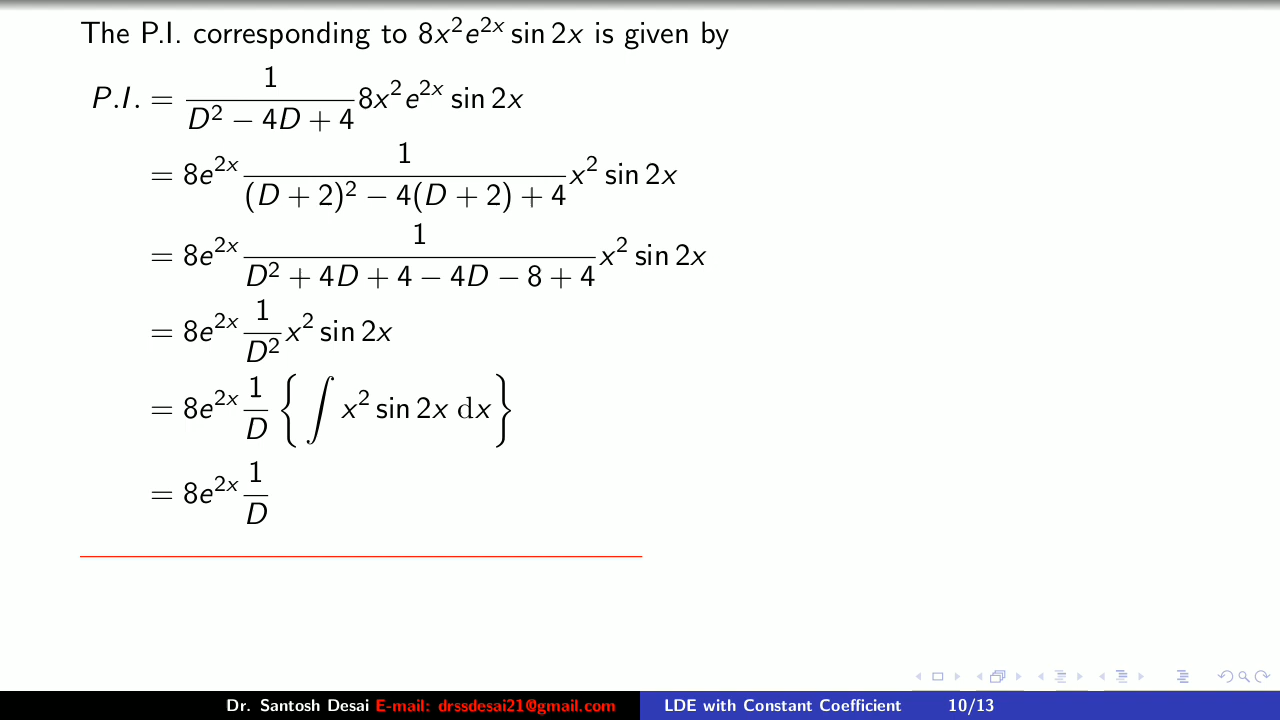 The P.I. corresponding to 8x²e²ˣ sin 2x is given by
P.I. = 1/(D² − 4D + 4) 8x²e²ˣ sin 2x
= 8e²ˣ 1/((D + 2)² − 4(D + 2) + 4) x² sin 2x
= 8e²ˣ 1/(D² + 4D + 4 − 4D − 8 + 4) x² sin 2x
= 8e²ˣ 1/D² x² sin 2x
= 8e²ˣ 1/D {∫ x² sin 2x dx}
= 8e²ˣ 1/D
Dr. Santosh Desai E-mail: drssdesai21@gmail.com LDE with Constant Coefficient 10/13